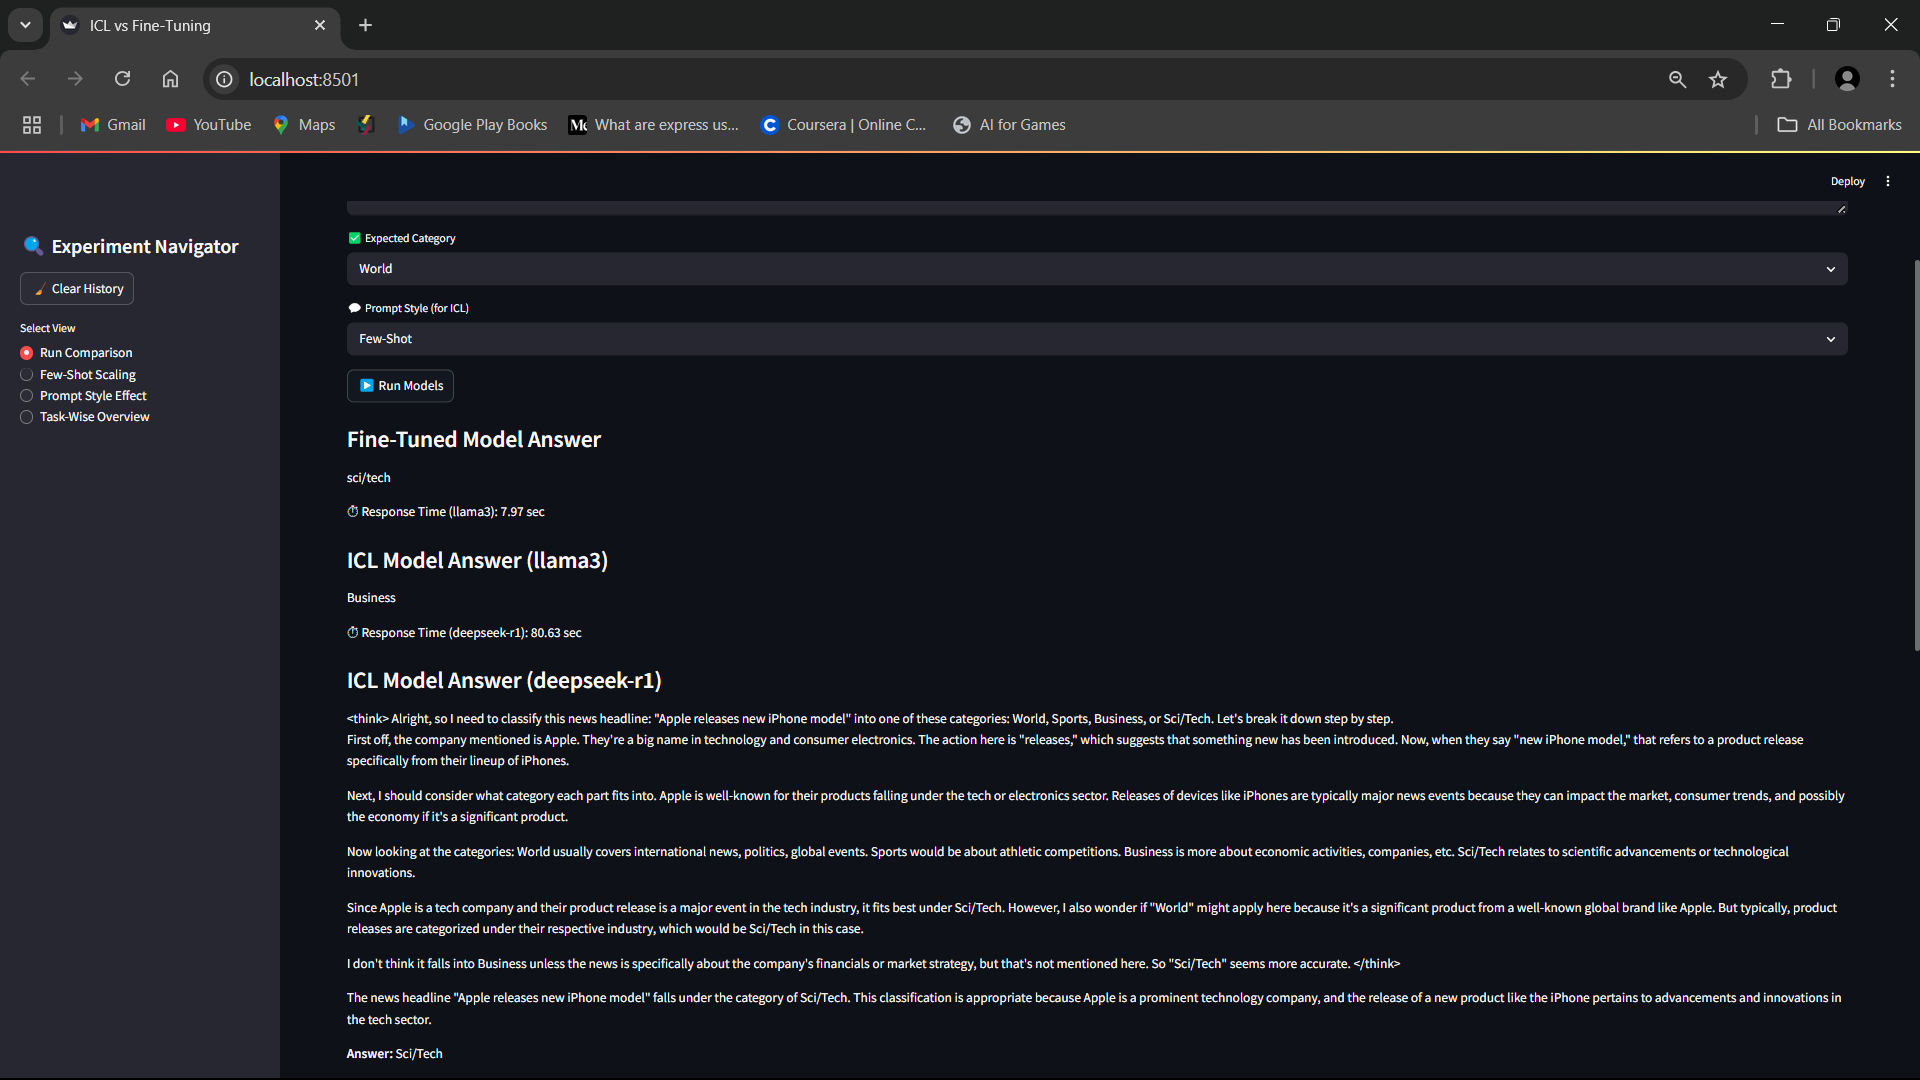 ICL vs Fine-Tuning
localhost:8501
Gmail
YouTube
Maps
Google Play Books
What are express us...
Coursera | Online C...
AI for Games
All Bookmarks
Deploy
Experiment Navigator
Clear History
Select View
Run Comparison
Few-Shot Scaling
Prompt Style Effect
Task-Wise Overview
Expected Category
World
Prompt Style (for ICL)
Few-Shot
Run Models
Fine-Tuned Model Answer
sci/tech
Response Time (llama3): 7.97 sec
ICL Model Answer (llama3)
Business
Response Time (deepseek-r1): 80.63 sec
ICL Model Answer (deepseek-r1)
<think> Alright, so I need to classify this news headline: "Apple releases new iPhone model" into one of these categories: World, Sports, Business, or Sci/Tech. Let's break it down step by step.
First off, the company mentioned is Apple. They're a big name in technology and consumer electronics. The action here is "releases," which suggests that something new has been introduced. Now, when they say "new iPhone model," that refers to a product release
specifically from their lineup of iPhones.
Next, I should consider what category each part fits into. Apple is well-known for their products falling under the tech or electronics sector. Releases of devices like iPhones are typically major news events because they can impact the market, consumer trends, and possibly
the economy if it's a significant product.
Now looking at the categories: World usually covers international news, politics, global events. Sports would be about athletic competitions. Business is more about economic activities, companies, etc. Sci/Tech relates to scientific advancements or technological
innovations.
Since Apple is a tech company and their product release is a major event in the tech industry, it fits best under Sci/Tech. However, I also wonder if "World" might apply here because it's a significant product from a well-known global brand like Apple. But typically, product
releases are categorized under their respective industry, which would be Sci/Tech in this case.
I don't think it falls into Business unless the news is specifically about the company's financials or market strategy, but that's not mentioned here. So "Sci/Tech" seems more accurate. </think>
The news headline "Apple releases new iPhone model" falls under the category of Sci/Tech. This classification is appropriate because Apple is a prominent technology company, and the release of a new product like the iPhone pertains to advancements and innovations in
the tech sector.
Answer: Sci/Tech